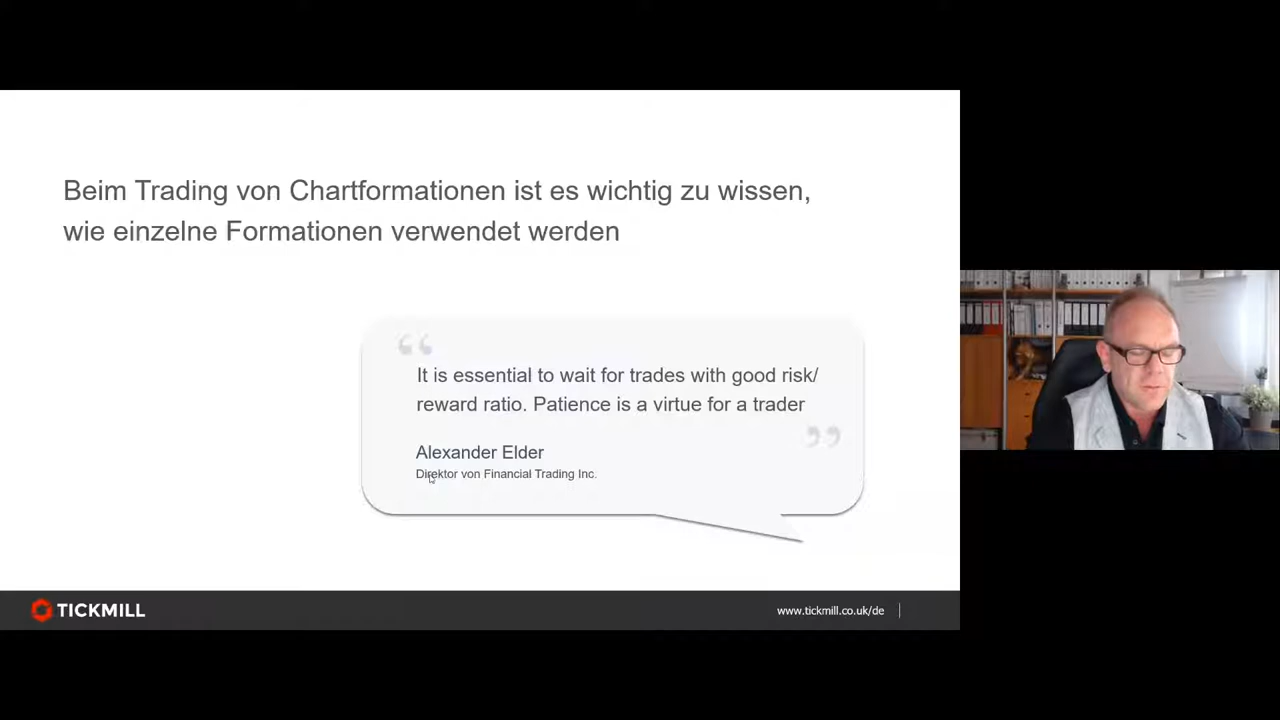 Beim Trading von Chartformationen ist es wichtig zu wissen,
wie einzelne Formationen verwendet werden
“
It is essential to wait for trades with good risk/
reward ratio. Patience is a virtue for a trader
”
Alexander Elder
Direktor von Financial Trading Inc.
TICKMILL
www.tickmill.co.uk/de